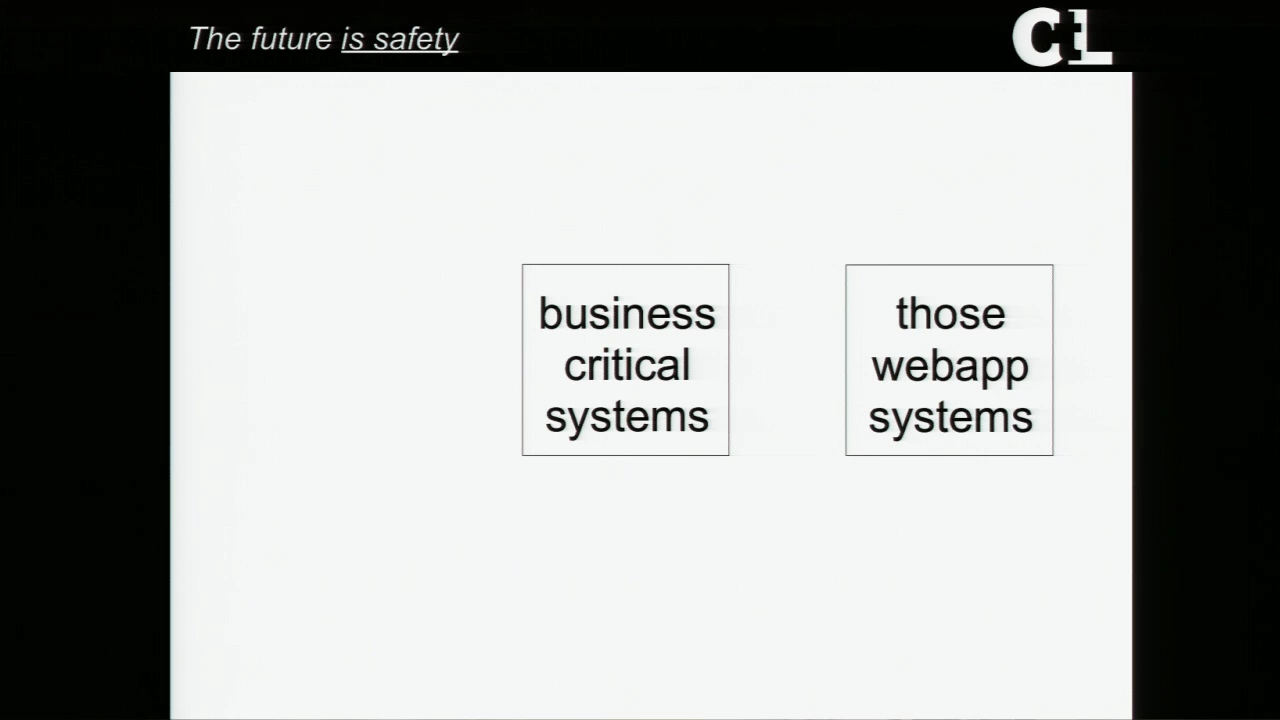 The future is safety
CtL
business
critical
systems
those
webapp
systems